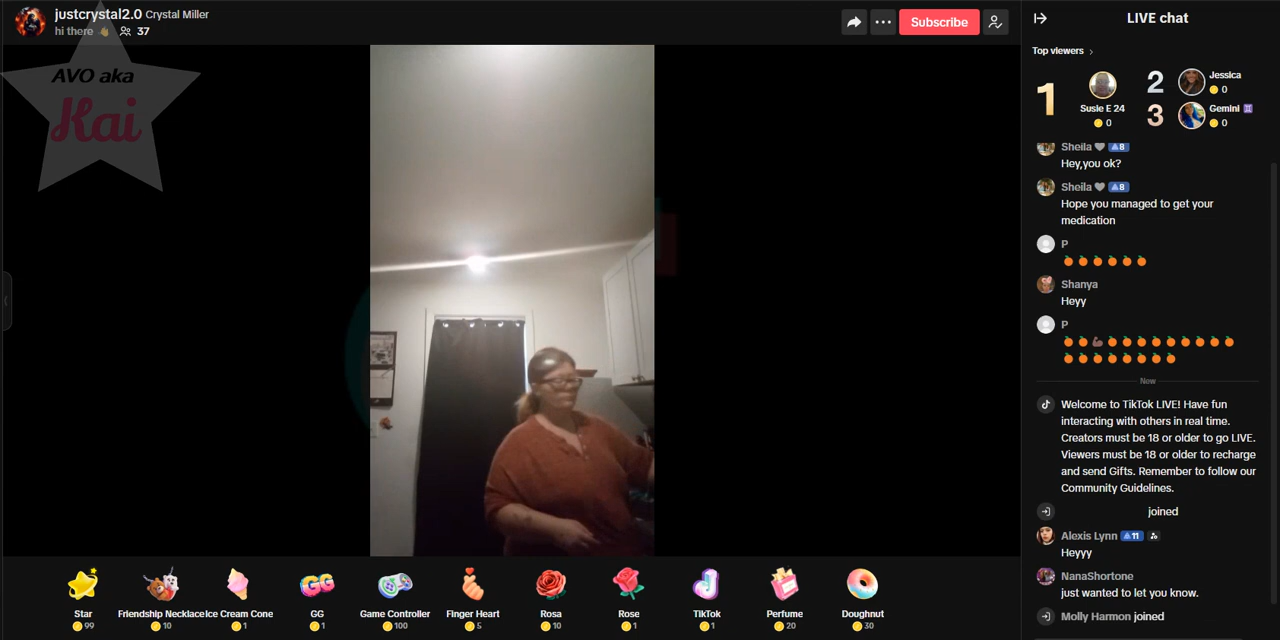 justcrystal2.0 Crystal Miller
hi there 👋 37
Subscribe
AVO aka
Kai
LIVE chat
Top viewers
1
Susie E 24
0
2
Jessica
0
3
Gemini ♊
0
Sheila 🤍 8
Hey,you ok?
Sheila 🤍 8
Hope you managed to get your
medication
P
🍊🍊🍊🍊🍊🍊
Shanya
Heyy
P
🍊🍊💪🏿🍊🍊🍊🍊🍊🍊🍊🍊🍊
🍊🍊🍊🍊🍊🍊🍊🍊
New
Welcome to TikTok LIVE! Have fun
interacting with others in real time.
Creators must be 18 or older to go LIVE.
Viewers must be 18 or older to recharge
and send Gifts. Remember to follow our
Community Guidelines.
joined
Alexis Lynn 11
Heyyy
NanaShortone
just wanted to let you know.
Molly Harmon joined
GG
Star
99
Friendship Necklace
10
Ice Cream Cone
1
GG
1
Game Controller
100
Finger Heart
5
Rosa
10
Rose
1
TikTok
1
Perfume
20
Doughnut
30